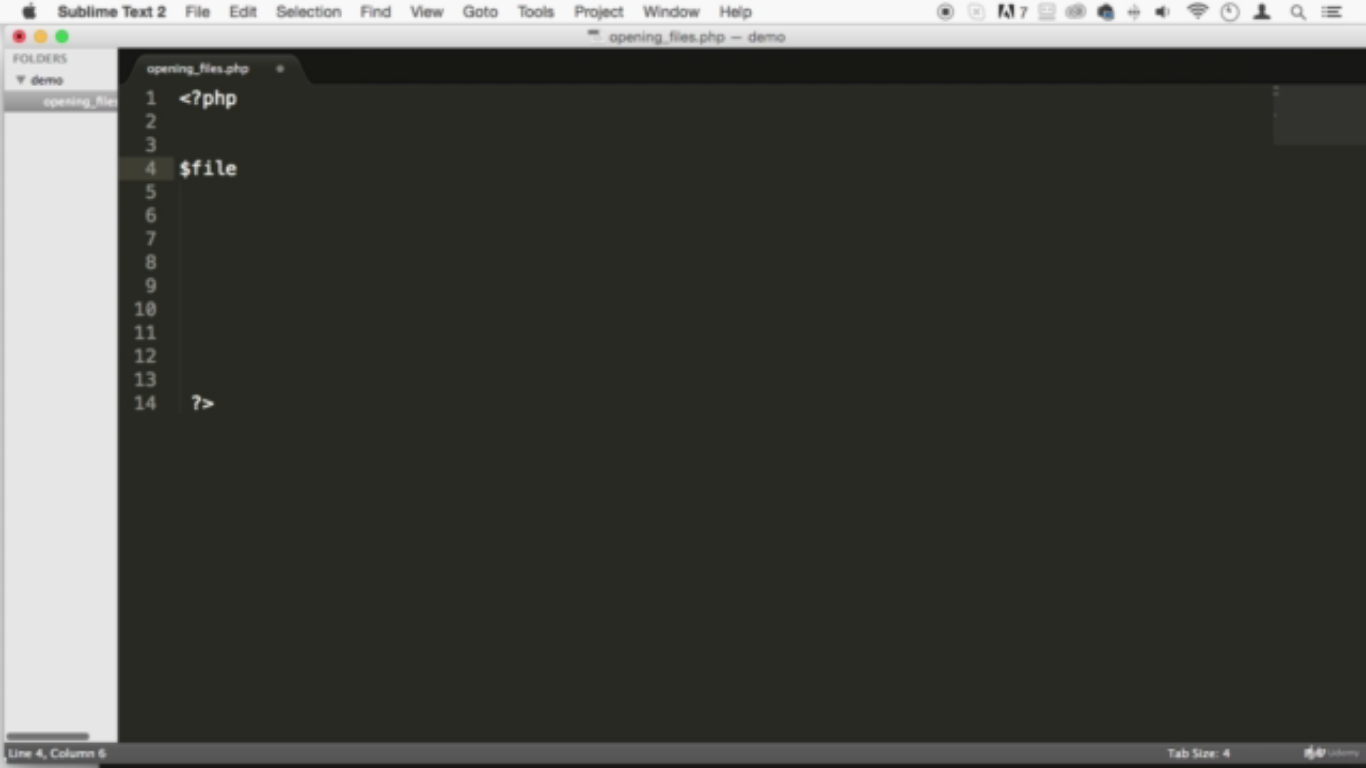 Sublime Text 2 File Edit Selection Find View Goto Tools Project Window Help 7
opening_files.php — demo
FOLDERS
demo
opening_files
opening_files.php
1 <?php
2
3
4 $file
5
6
7
8
9
10
11
12
13
14 ?>
Line 4, Column 6 Tab Size: 4 Udemy